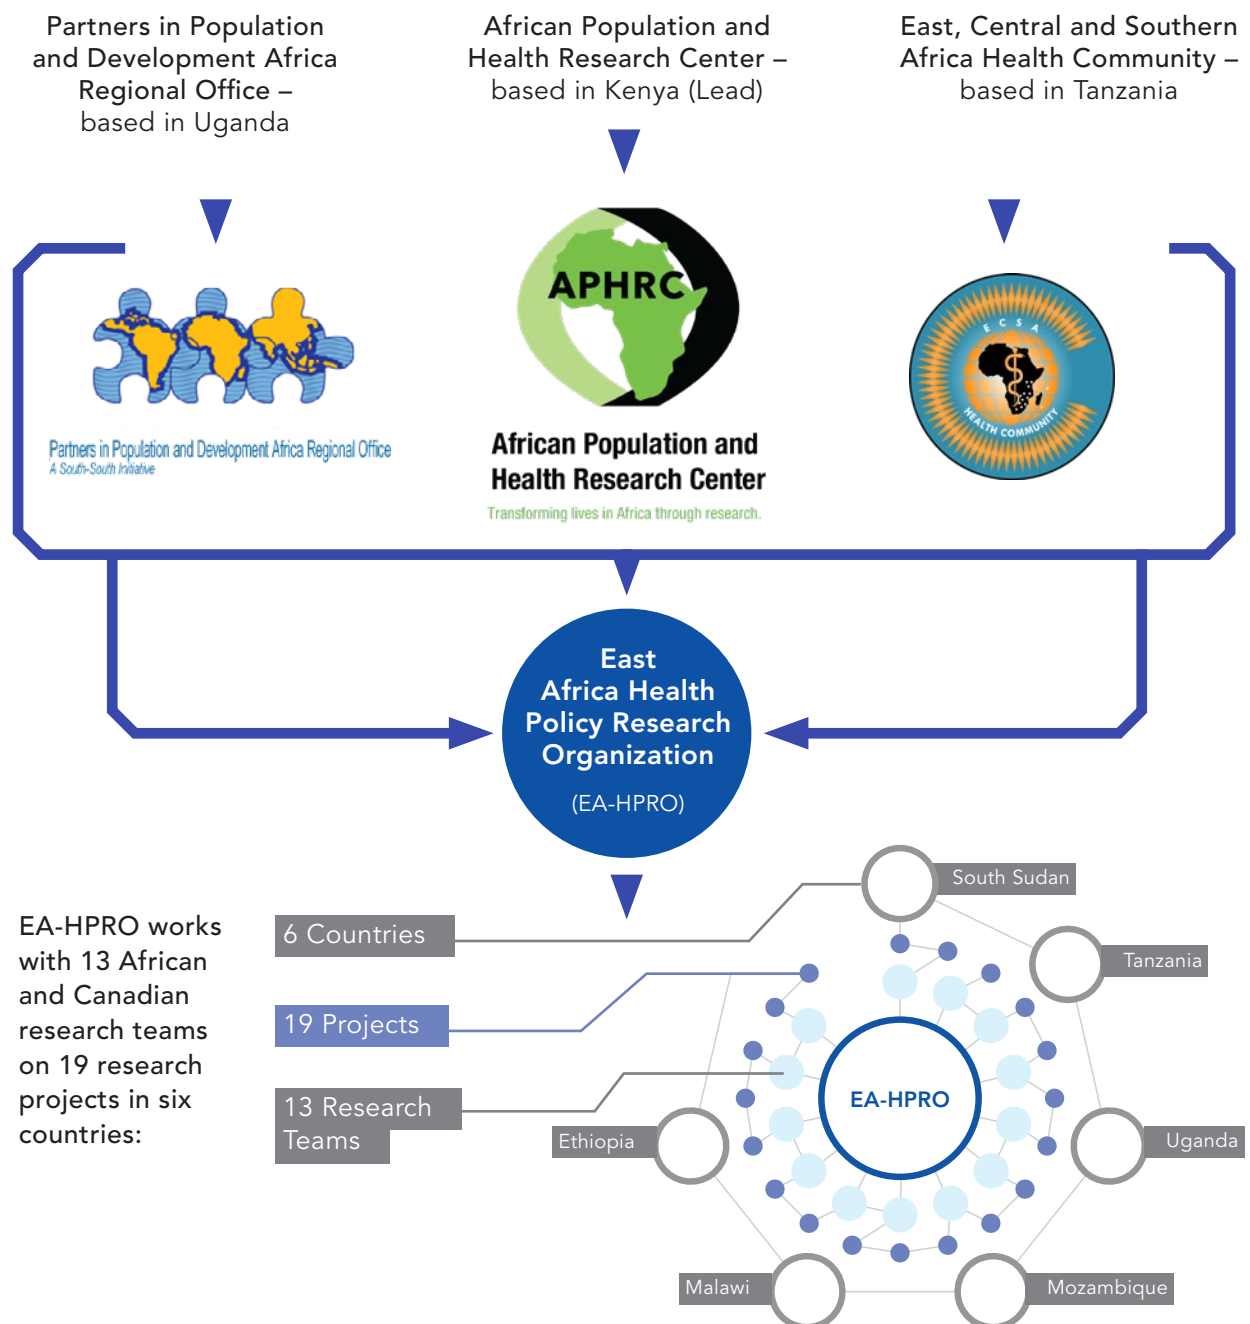 Partners in Population
and Development Africa
Regional Office –
based in Uganda
African Population and
Health Research Center –
based in Kenya (Lead)
East, Central and Southern
Africa Health Community –
based in Tanzania
Partners in Population and Development Africa Regional Office
A South-South Initiative
APHRC
African Population and
Health Research Center
Transforming lives in Africa through research.
ECSA
HEALTH COMMUNITY
East
Africa Health
Policy Research
Organization
(EA-HPRO)
EA-HPRO works
with 13 African
and Canadian
research teams
on 19 research
projects in six
countries:
6 Countries
19 Projects
13 Research
Teams
South Sudan
Tanzania
EA-HPRO
Ethiopia
Uganda
Malawi
Mozambique